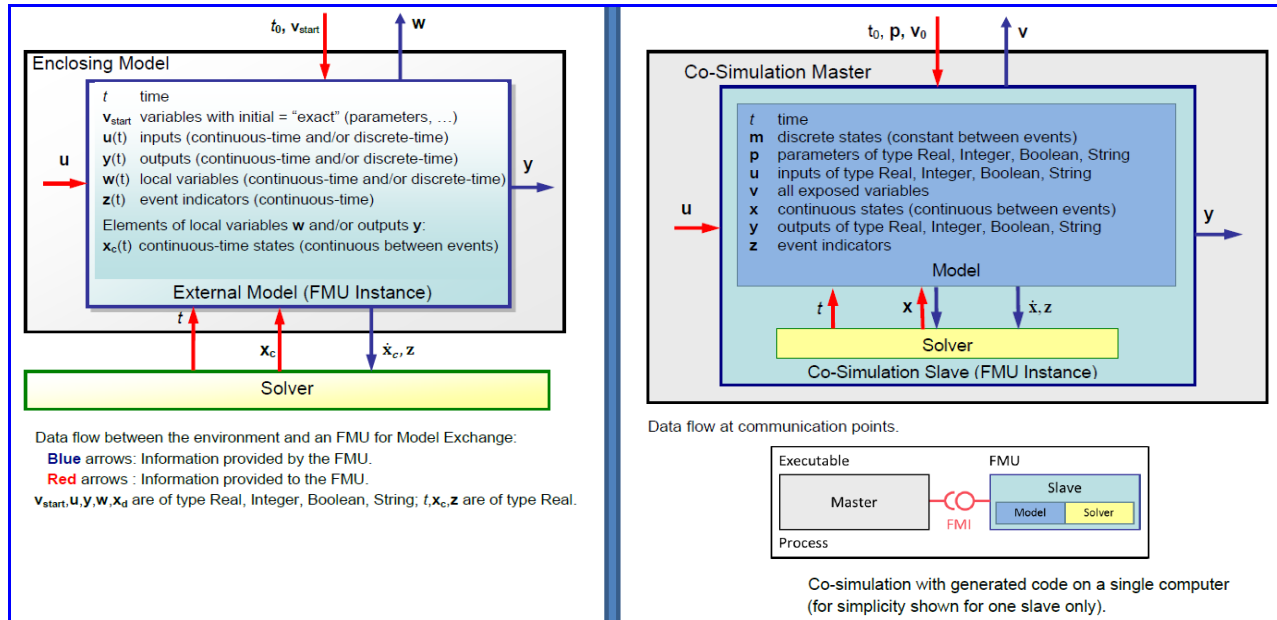 t0, vstart
w
Enclosing Model
t time
vstart variables with initial = “exact” (parameters, …)
u(t) inputs (continuous-time and/or discrete-time)
y(t) outputs (continuous-time and/or discrete-time)
w(t) local variables (continuous-time and/or discrete-time)
z(t) event indicators (continuous-time)
Elements of local variables w and/or outputs y:
xc(t) continuous-time states (continuous between events)
External Model (FMU Instance)
u
y
t
xc
ẋc, z
Solver
Data flow between the environment and an FMU for Model Exchange:
Blue arrows: Information provided by the FMU.
Red arrows : Information provided to the FMU.
vstart,u,y,w,xd are of type Real, Integer, Boolean, String; t,xc,z are of type Real.
t0, p, v0
v
Co-Simulation Master
t time
m discrete states (constant between events)
p parameters of type Real, Integer, Boolean, String
u inputs of type Real, Integer, Boolean, String
v all exposed variables
x continuous states (continuous between events)
y outputs of type Real, Integer, Boolean, String
z event indicators
Model
u
y
t
x
ẋ, z
Solver
Co-Simulation Slave (FMU Instance)
Data flow at communication points.
Executable
FMU
Master
Slave
Model
Solver
FMI
Process
Co-simulation with generated code on a single computer
(for simplicity shown for one slave only).